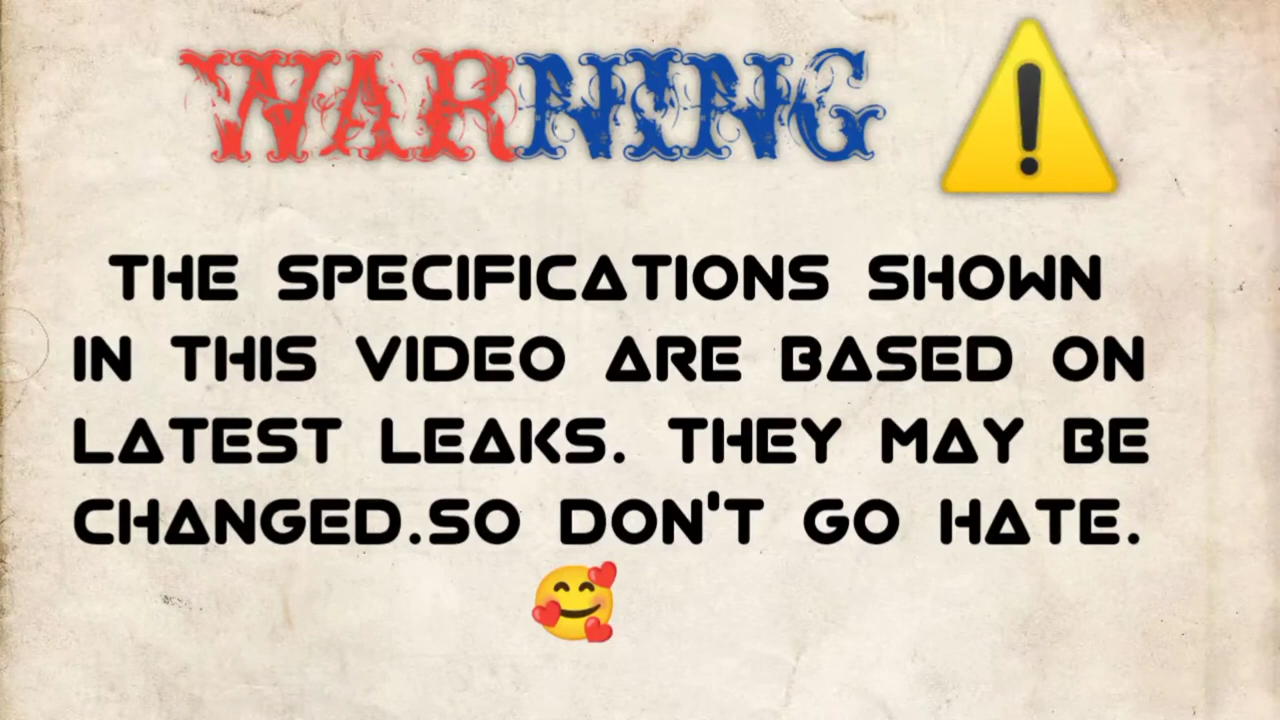 WARNING ⚠️
THE SPECIFICATIONS SHOWN
IN THIS VIDEO ARE BASED ON
LATEST LEAKS. THEY MAY BE
CHANGED.SO DON'T GO HATE.
🥰